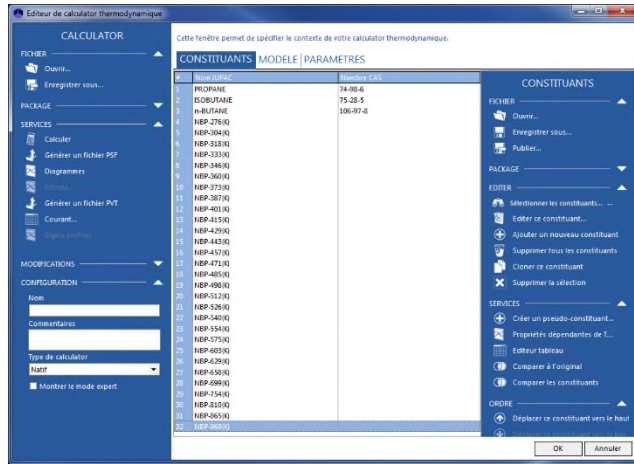 Editeur de calculator thermodynamique
CALCULATOR
FICHIER
Ouvrir...
Enregistrer sous...
PACKAGE
SERVICES
Calculer
Générer un fichier PSF
Diagrammes
Générer un fichier PVT
Courant...
MODIFICATIONS
CONFIGURATION
Nom
Commentaires
Type de calculator
Natif
Montrer le mode expert
Cette fenêtre permet de spécifier le contexte de votre calculator thermodynamique.
CONSTITUANTS MODELE PARAMETRES
# Nom IUPAC Nombre CAS
1 PROPANE 74-98-6
2 ISOBUTANE 75-28-5
3 n-BUTANE 106-97-8
4 NBP-276(K)
5 NBP-304(K)
6 NBP-318(K)
7 NBP-333(K)
8 NBP-346(K)
9 NBP-360(K)
10 NBP-373(K)
11 NBP-387(K)
12 NBP-401(K)
13 NBP-415(K)
14 NBP-429(K)
15 NBP-443(K)
16 NBP-457(K)
17 NBP-471(K)
18 NBP-485(K)
19 NBP-498(K)
20 NBP-512(K)
21 NBP-526(K)
22 NBP-540(K)
23 NBP-554(K)
24 NBP-575(K)
25 NBP-603(K)
26 NBP-629(K)
27 NBP-658(K)
28 NBP-699(K)
29 NBP-754(K)
30 NBP-810(K)
31 NBP-865(K)
32 NBP-969(K)
CONSTITUANTS
FICHIER
Ouvrir...
Enregistrer sous...
Publier...
PACKAGE
EDITER
Sélectionner les constituants... ...
Editer ce constituant...
Ajouter un nouveau constituant
Supprimer tous les constituants
Cloner ce constituant
Supprimer la sélection
SERVICES
Créer un pseudo-constituant...
Propriétés dépendantes de T...
Editeur tableau
Comparer à l'original
Comparer les constituants
ORDRE
Déplacer ce constituant vers le haut
OK Annuler